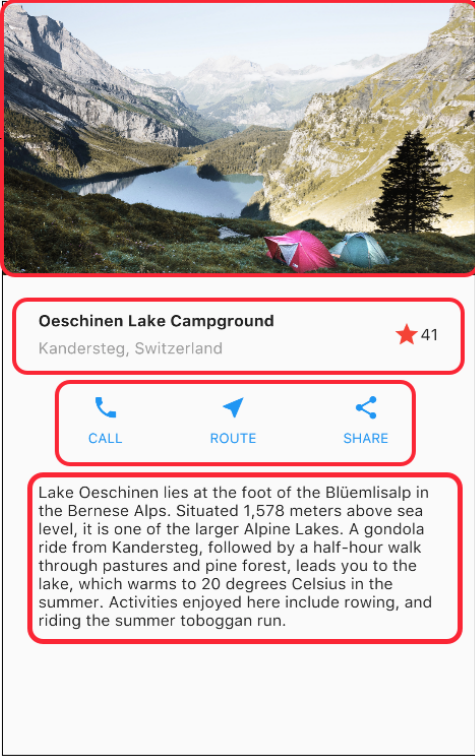 Oeschinen Lake Campground
Kandersteg, Switzerland
41
CALL ROUTE SHARE
Lake Oeschinen lies at the foot of the Blüemlisalp in
the Bernese Alps. Situated 1,578 meters above sea
level, it is one of the larger Alpine Lakes. A gondola
ride from Kandersteg, followed by a half-hour walk
through pastures and pine forest, leads you to the
lake, which warms to 20 degrees Celsius in the
summer. Activities enjoyed here include rowing, and
riding the summer toboggan run.